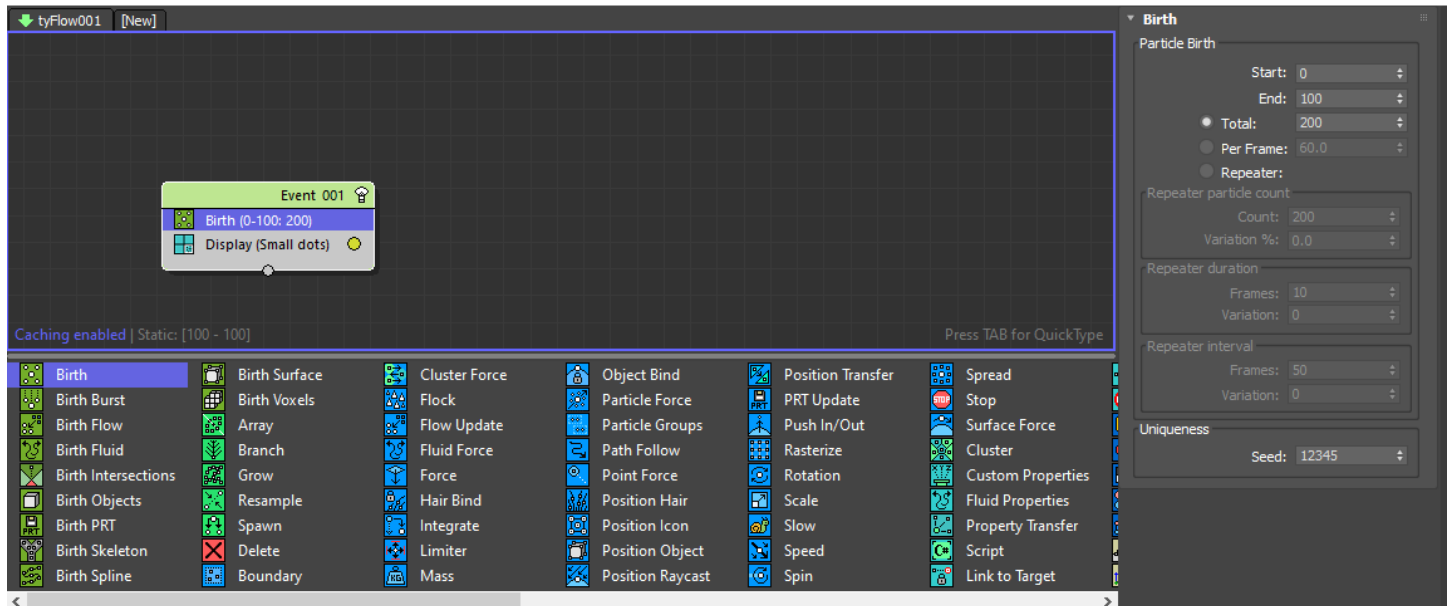 tyFlow001 [New]
Event 001
Birth (0-100: 200)
Display (Small dots)
Caching enabled | Static: [100 - 100] Press TAB for QuickType
Birth Birth Surface Cluster Force Object Bind Position Transfer Spread
Birth Burst Birth Voxels Flock Particle Force PRT Update Stop
Birth Flow Array Flow Update Particle Groups Push In/Out Surface Force
Birth Fluid Branch Fluid Force Path Follow Rasterize Cluster
Birth Intersections Grow Force Point Force Rotation Custom Properties
Birth Objects Resample Hair Bind Position Hair Scale Fluid Properties
Birth PRT Spawn Integrate Position Icon Slow Property Transfer
Birth Skeleton Delete Limiter Position Object Speed Script
Birth Spline Boundary Mass Position Raycast Spin Link to Target
Birth
Particle Birth
Start: 0
End: 100
Total: 200
Per Frame: 60.0
Repeater:
Repeater particle count
Count: 200
Variation %: 0.0
Repeater duration
Frames: 10
Variation: 0
Repeater interval
Frames: 50
Variation: 0
Uniqueness
Seed: 12345